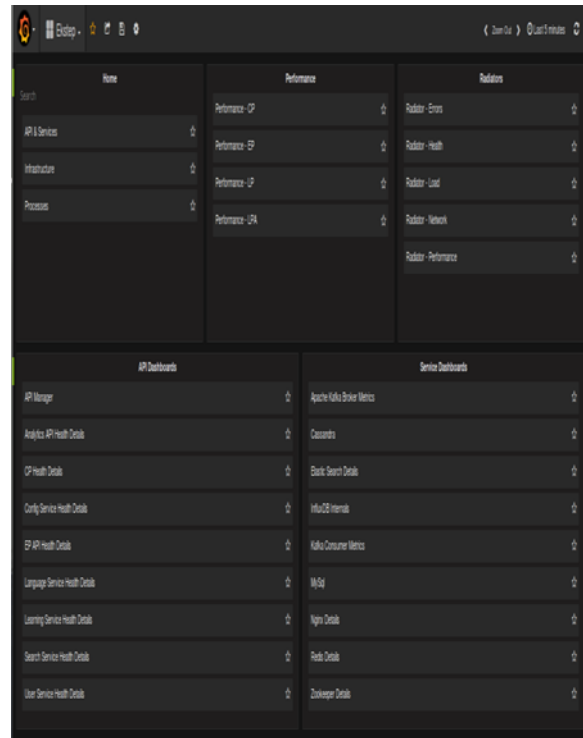 Ekstep
Zoom Out
Last 5 minutes
Home
Search
API & Services
Infrastructure
Processes
Performance
Performance - CP
Performance - EP
Performance - LP
Performance - LPA
Radiators
Radiator - Errors
Radiator - Health
Radiator - Load
Radiator - Network
Radiator - Performance
API Dashboards
API Manager
Analytics API Health Details
CP Health Details
Config Service Health Details
EP API Health Details
Language Service Health Details
Learning Service Health Details
Search Service Health Details
User Service Health Details
Service Dashboards
Apache Kafka Broker Metrics
Cassandra
Elastic Search Details
InfluxDB Internals
Kafka Consumer Metrics
MySql
Nginx Details
Redis Details
Zookeeper Details